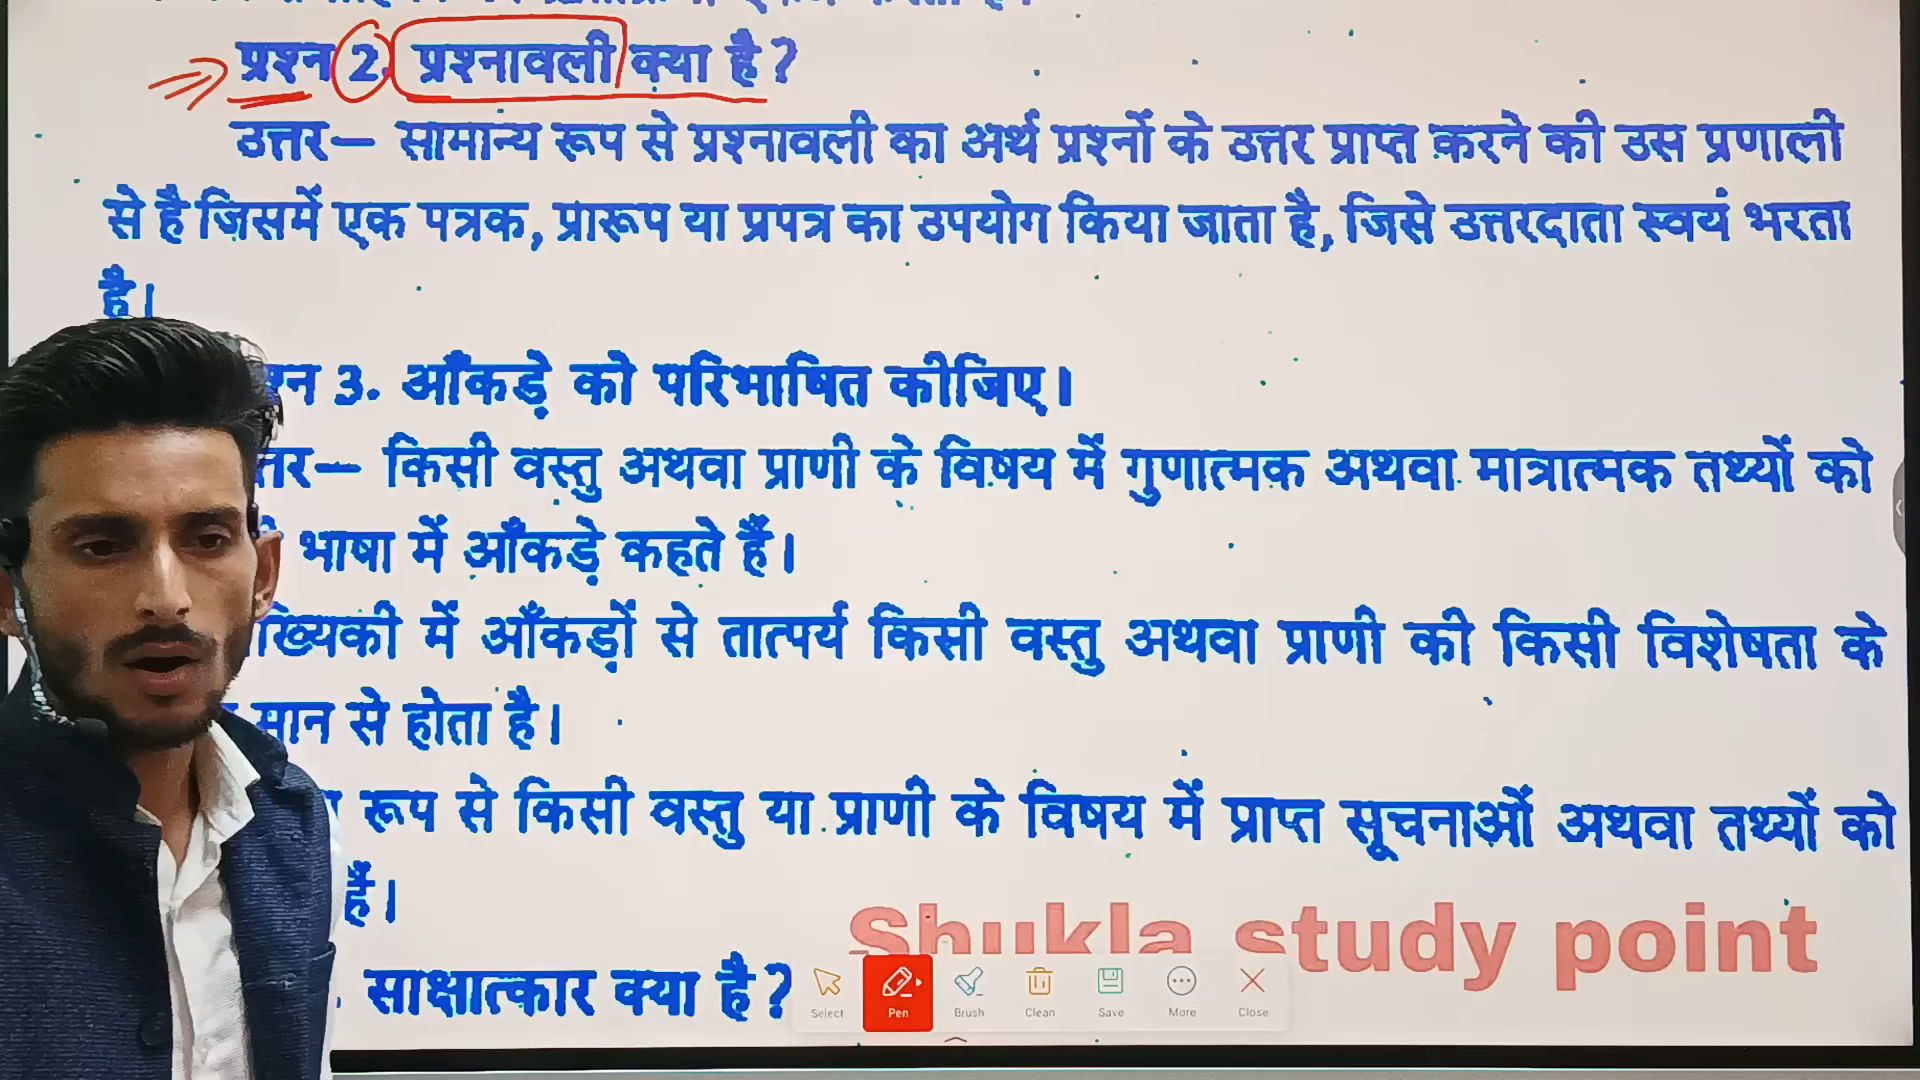 प्रश्न 2. प्रश्नावली क्या है?
उत्तर— सामान्य रूप से प्रश्नावली का अर्थ प्रश्नों के उत्तर प्राप्त करने की उस प्रणाली
से है जिसमें एक पत्रक, प्रारूप या प्रपत्र का उपयोग किया जाता है, जिसे उत्तरदाता स्वयं भरता
है।
3. आँकड़े को परिभाषित कीजिए।
किसी वस्तु अथवा प्राणी के विषय में गुणात्मक अथवा मात्रात्मक तथ्यों को
भाषा में आँकड़े कहते हैं।
में आँकड़ों से तात्पर्य किसी वस्तु अथवा प्राणी की किसी विशेषता के
मान से होता है।
रूप से किसी वस्तु या प्राणी के विषय में प्राप्त सूचनाओं अथवा तथ्यों को
हैं।
Shukla study point
साक्षात्कार क्या है?
Select Pen Brush Clean Save More Close